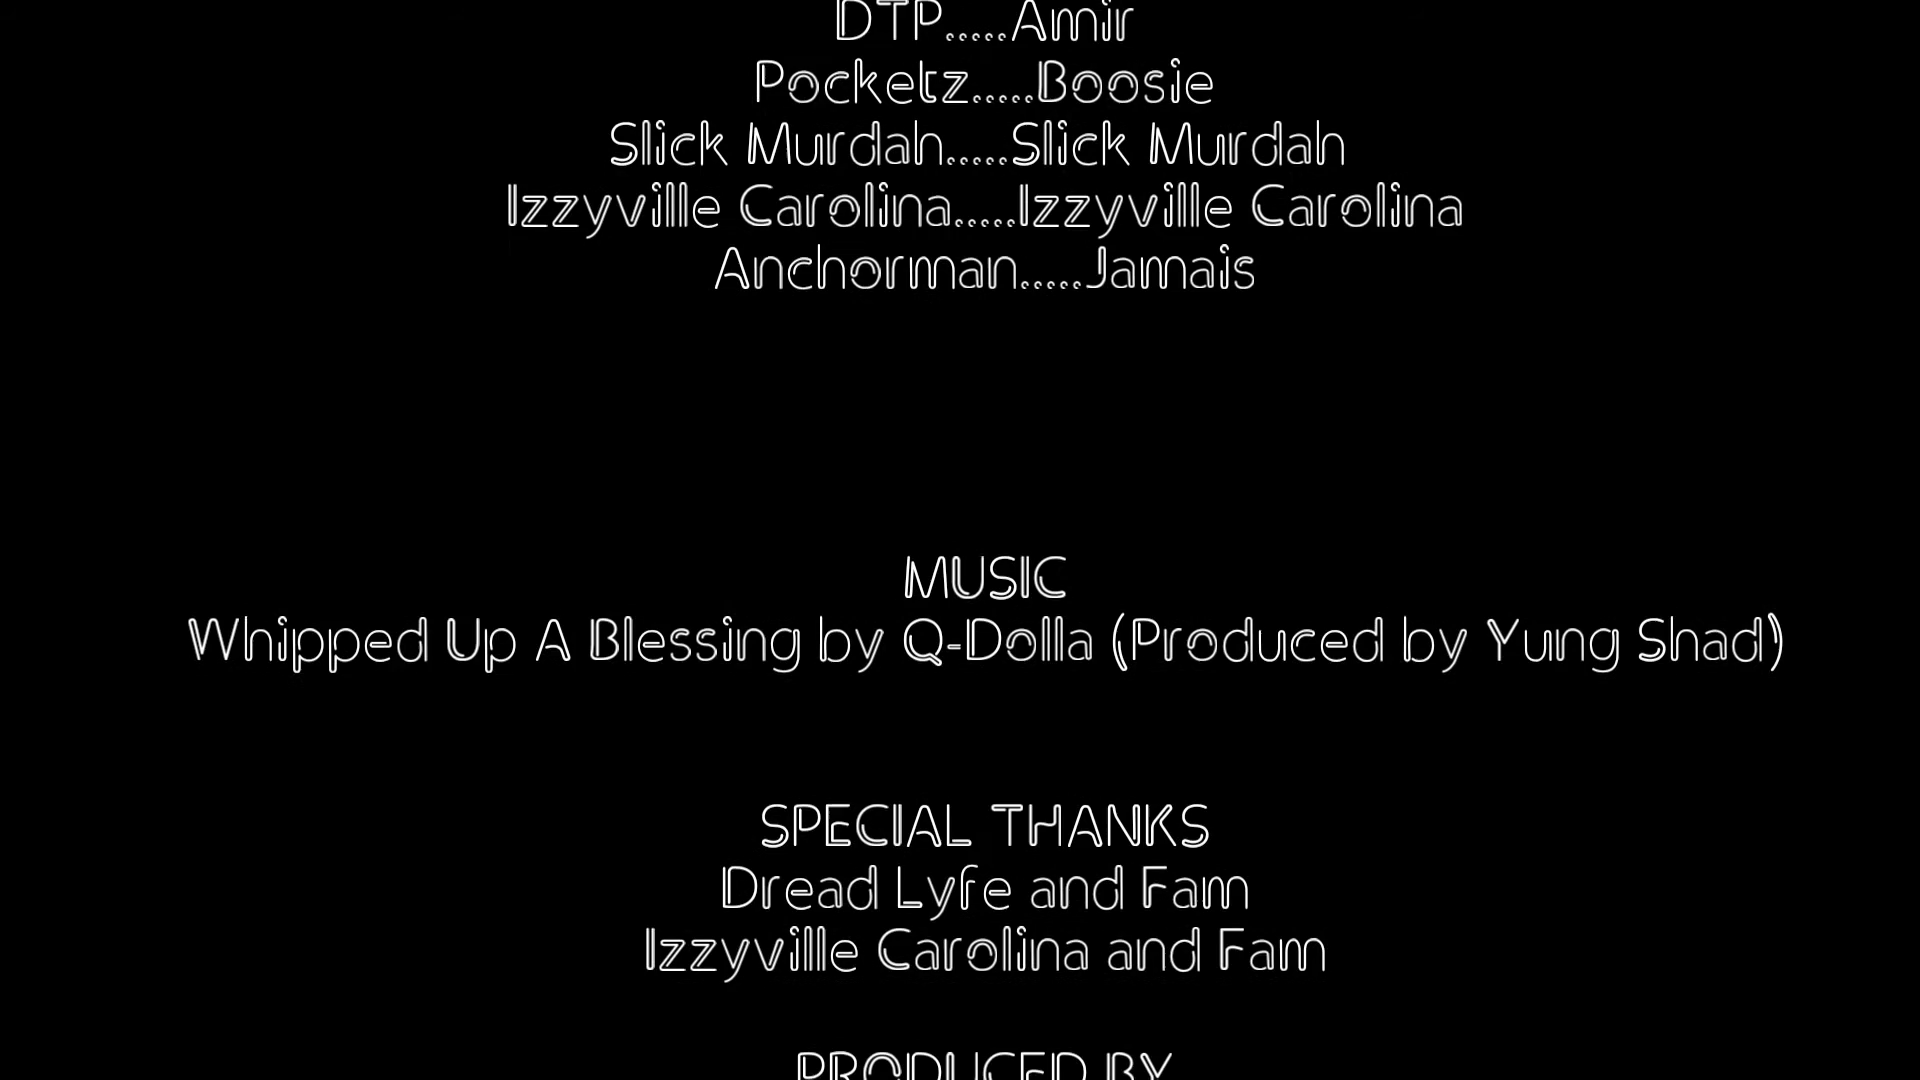 DTP.....Amir
Pocketz.....Boosie
Slick Murdah.....Slick Murdah
Izzyville Carolina.....Izzyville Carolina
Anchorman.....Jamais
MUSIC
Whipped Up A Blessing by Q-Dolla (Produced by Yung Shad)
SPECIAL THANKS
Dread Lyfe and Fam
Izzyville Carolina and Fam
PRODUCED BY